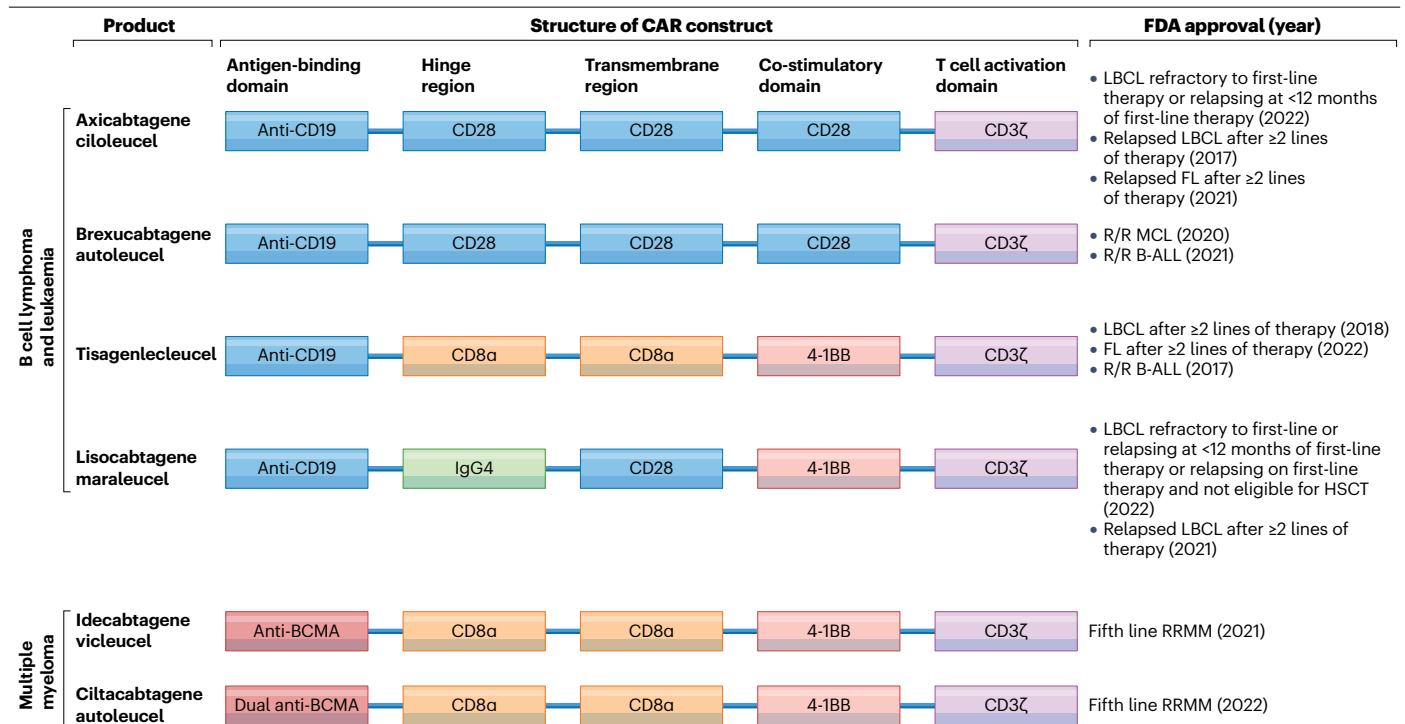 Product
Structure of CAR construct
FDA approval (year)
Antigen-binding
domain
Hinge
region
Transmembrane
region
Co-stimulatory
domain
T cell activation
domain
B cell lymphoma
and leukaemia
Axicabtagene
ciloleucel
Anti-CD19
CD28
CD28
CD28
CD3ζ
• LBCL refractory to first-line
therapy or relapsing at <12 months
of first-line therapy (2022)
• Relapsed LBCL after ≥2 lines
of therapy (2017)
• Relapsed FL after ≥2 lines
of therapy (2021)
Brexucabtagene
autoleucel
Anti-CD19
CD28
CD28
CD28
CD3ζ
• R/R MCL (2020)
• R/R B-ALL (2021)
Tisagenlecleucel
Anti-CD19
CD8α
CD8α
4-1BB
CD3ζ
• LBCL after ≥2 lines of therapy (2018)
• FL after ≥2 lines of therapy (2022)
• R/R B-ALL (2017)
Lisocabtagene
maraleucel
Anti-CD19
IgG4
CD28
4-1BB
CD3ζ
• LBCL refractory to first-line or
relapsing at <12 months of first-line
therapy or relapsing on first-line
therapy and not eligible for HSCT
(2022)
• Relapsed LBCL after ≥2 lines of
therapy (2021)
Multiple
myeloma
Idecabtagene
vicleucel
Anti-BCMA
CD8α
CD8α
4-1BB
CD3ζ
Fifth line RRMM (2021)
Ciltacabtagene
autoleucel
Dual anti-BCMA
CD8α
CD8α
4-1BB
CD3ζ
Fifth line RRMM (2022)